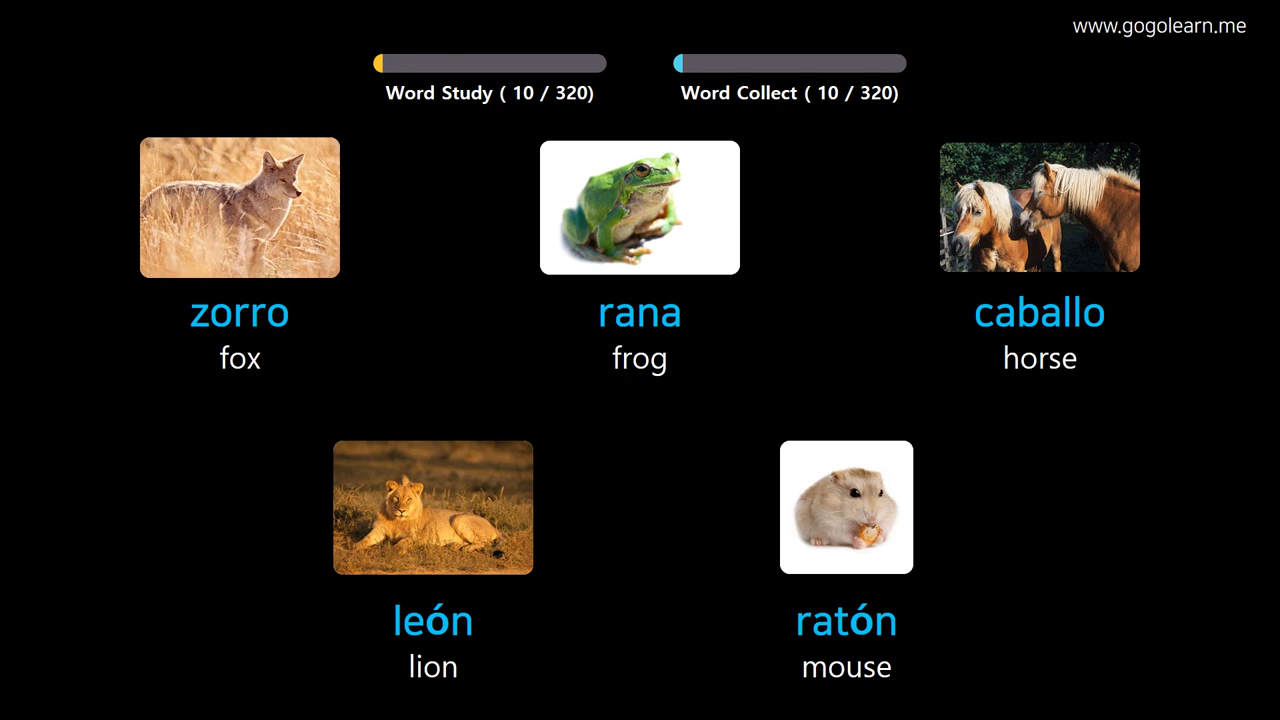 www.gogolearn.me
Word Study ( 10 / 320)
Word Collect ( 10 / 320)
zorro
fox
rana
frog
caballo
horse
león
lion
ratón
mouse